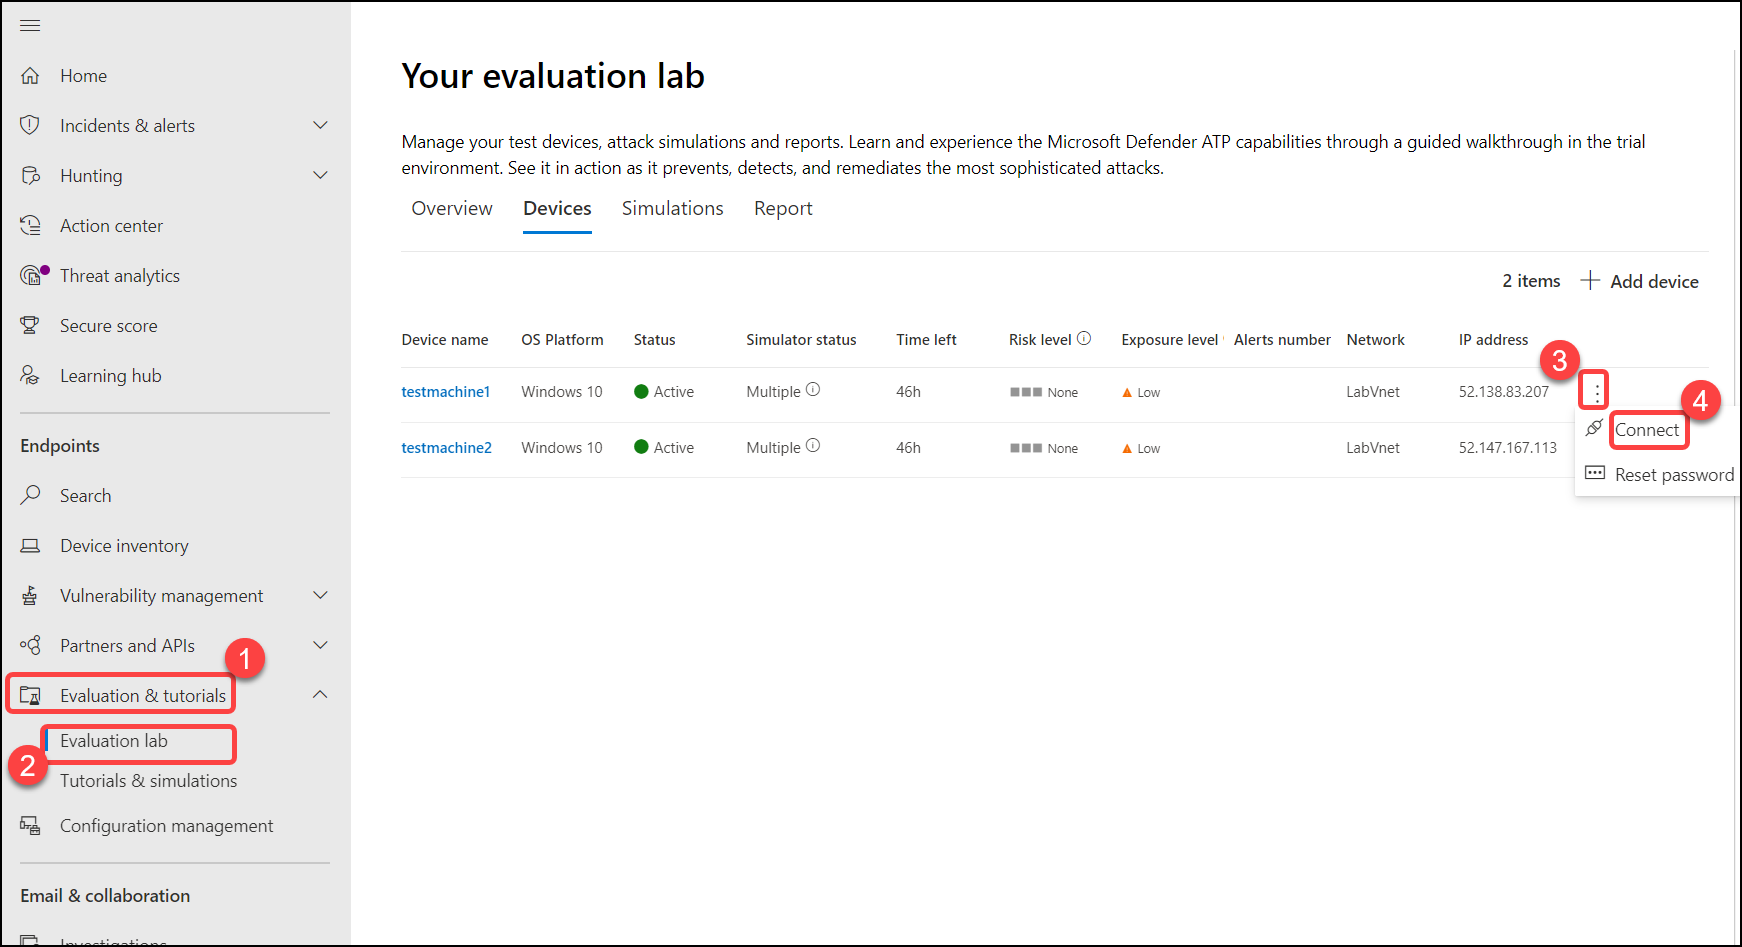 Home
Incidents & alerts
Hunting
Action center
Threat analytics
Secure score
Learning hub
Endpoints
Search
Device inventory
Vulnerability management
Partners and APIs
1
Evaluation & tutorials
Evaluation lab
2
Tutorials & simulations
Configuration management
Email & collaboration
Investigations
Your evaluation lab
Manage your test devices, attack simulations and reports. Learn and experience the Microsoft Defender ATP capabilities through a guided walkthrough in the trial
environment. See it in action as it prevents, detects, and remediates the most sophisticated attacks.
Overview Devices Simulations Report
2 items Add device
Device name OS Platform Status Simulator status Time left Risk level Exposure level Alerts number Network IP address
3
testmachine1 Windows 10 Active Multiple 46h None Low LabVnet 52.138.83.207
4
Connect
testmachine2 Windows 10 Active Multiple 46h None Low LabVnet 52.147.167.113
Reset password